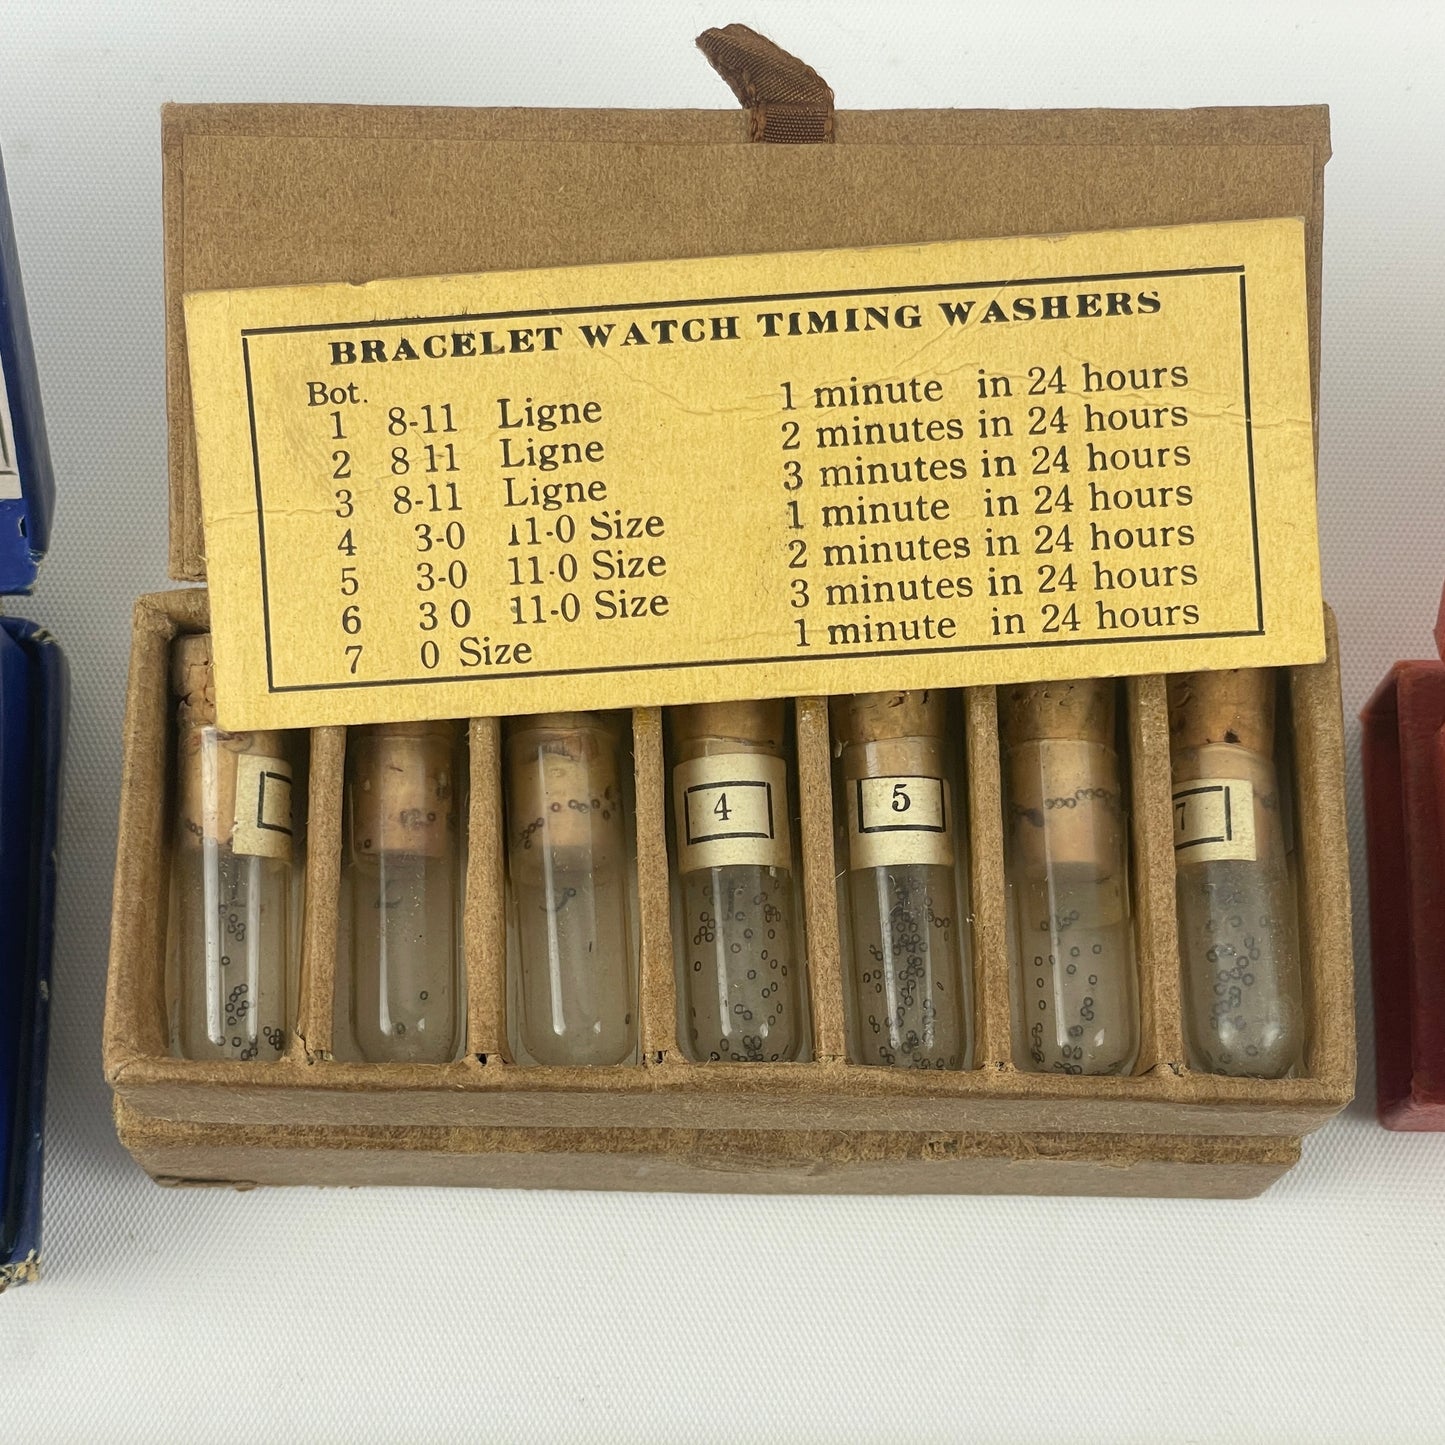 BRACELET WATCH TIMING WASHERS
Bot.
1 8-11 Ligne 1 minute in 24 hours
2 8 11 Ligne 2 minutes in 24 hours
3 8-11 Ligne 3 minutes in 24 hours
4 3-0 11-0 Size 1 minute in 24 hours
5 3-0 11-0 Size 2 minutes in 24 hours
6 3 0 11-0 Size 3 minutes in 24 hours
7 0 Size 1 minute in 24 hours
4
5
7